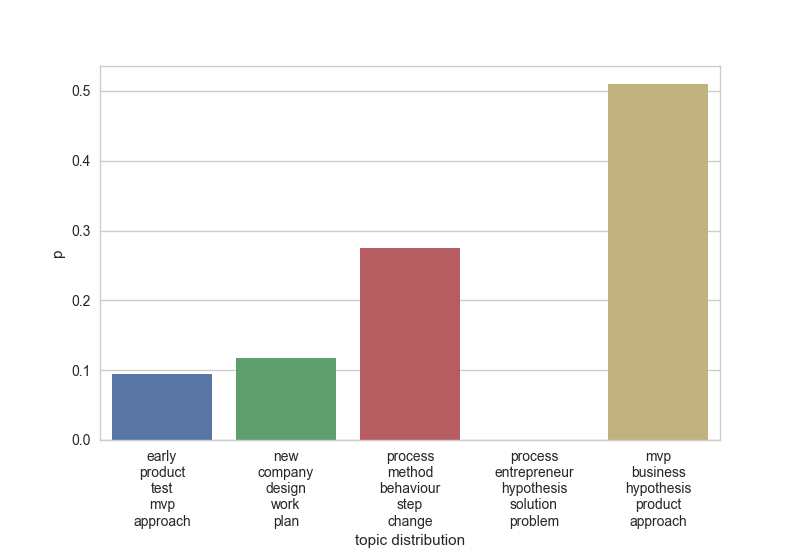 0.5
0.4
0.3
0.2
0.1
0.0
p
early
product
test
mvp
approach
new
company
design
work
plan
process
method
behaviour
step
change
process
entrepreneur
hypothesis
solution
problem
mvp
business
hypothesis
product
approach
topic distribution